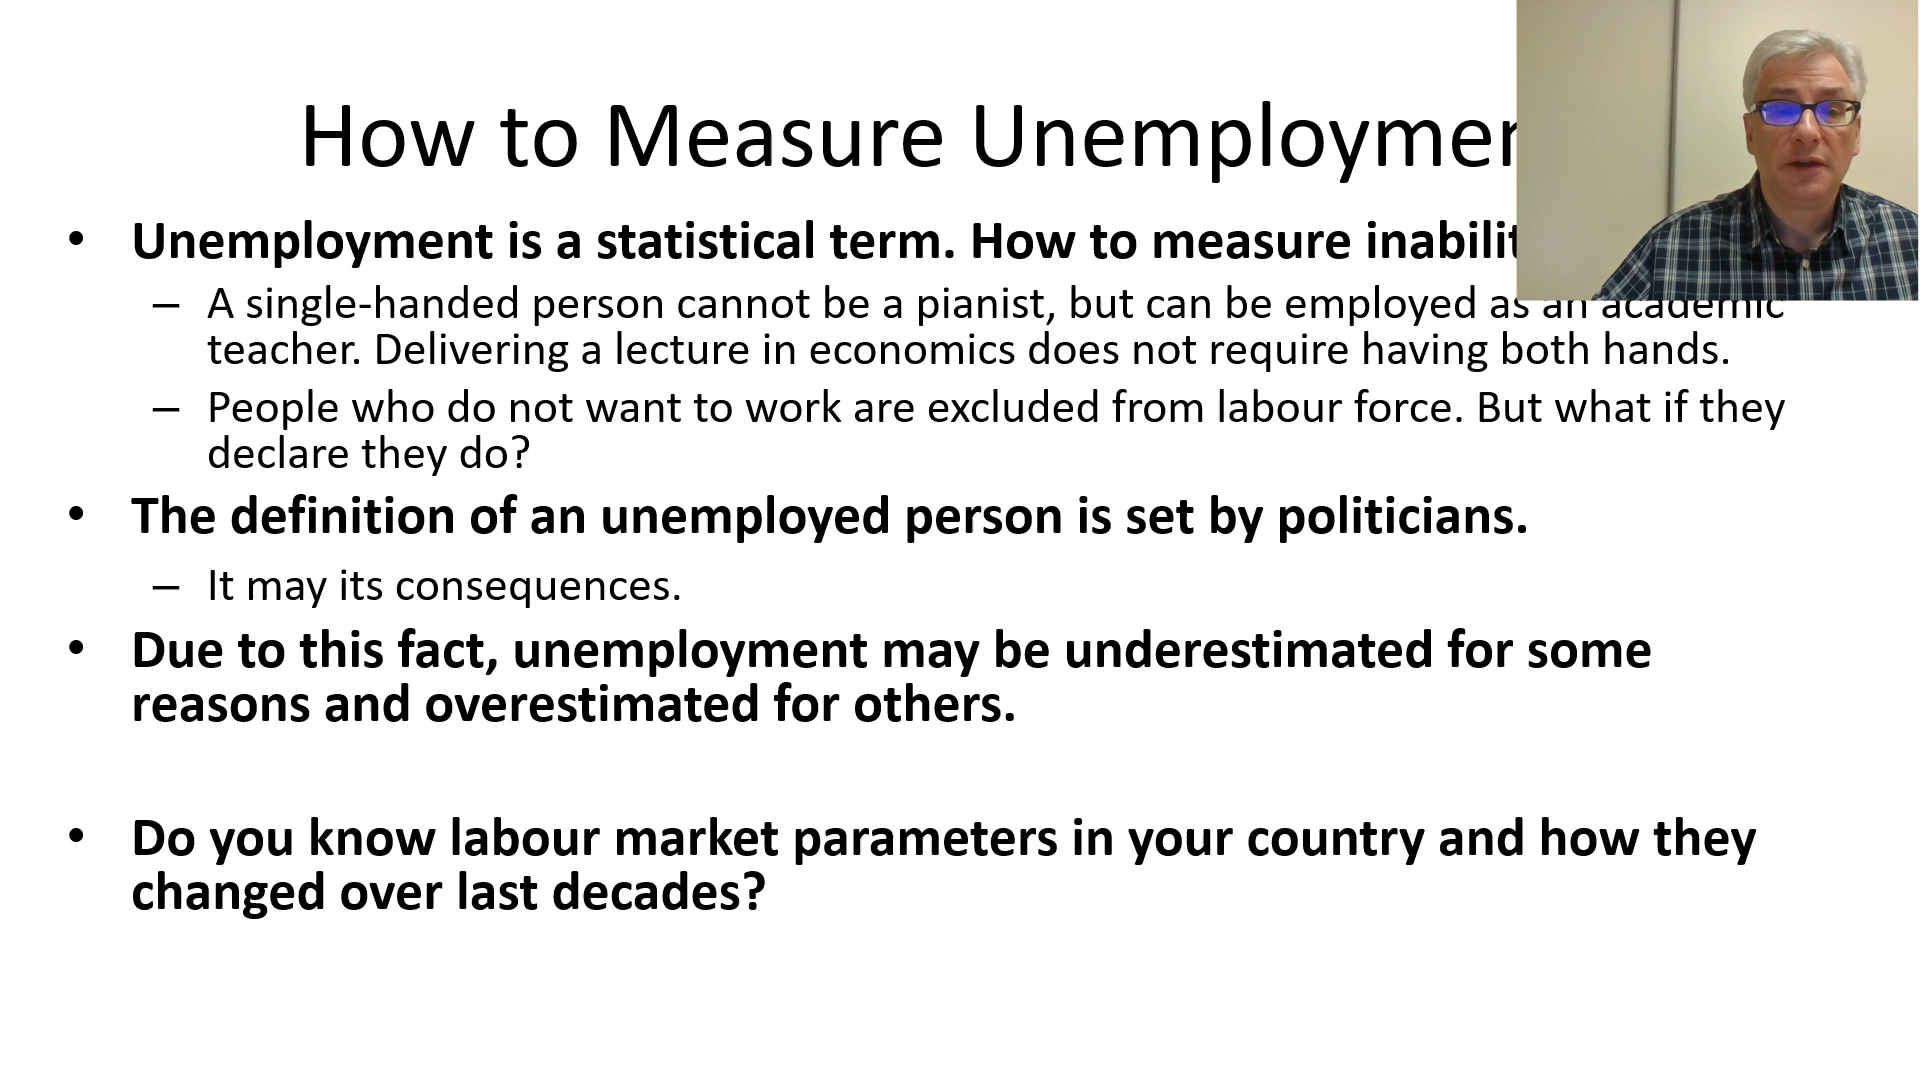 How to Measure
• Unemployment is a statistical term. How to measure
– A single-handed person cannot be a pianist, but can be employed as an academic
teacher. Delivering a lecture in economics does not require having both hands.
– People who do not want to work are excluded from labour force. But what if they
declare they do?
• The definition of an unemployed person is set by politicians.
– It may its consequences.
• Due to this fact, unemployment may be underestimated for some
reasons and overestimated for others.
• Do you know labour market parameters in your country and how they
changed over last decades?